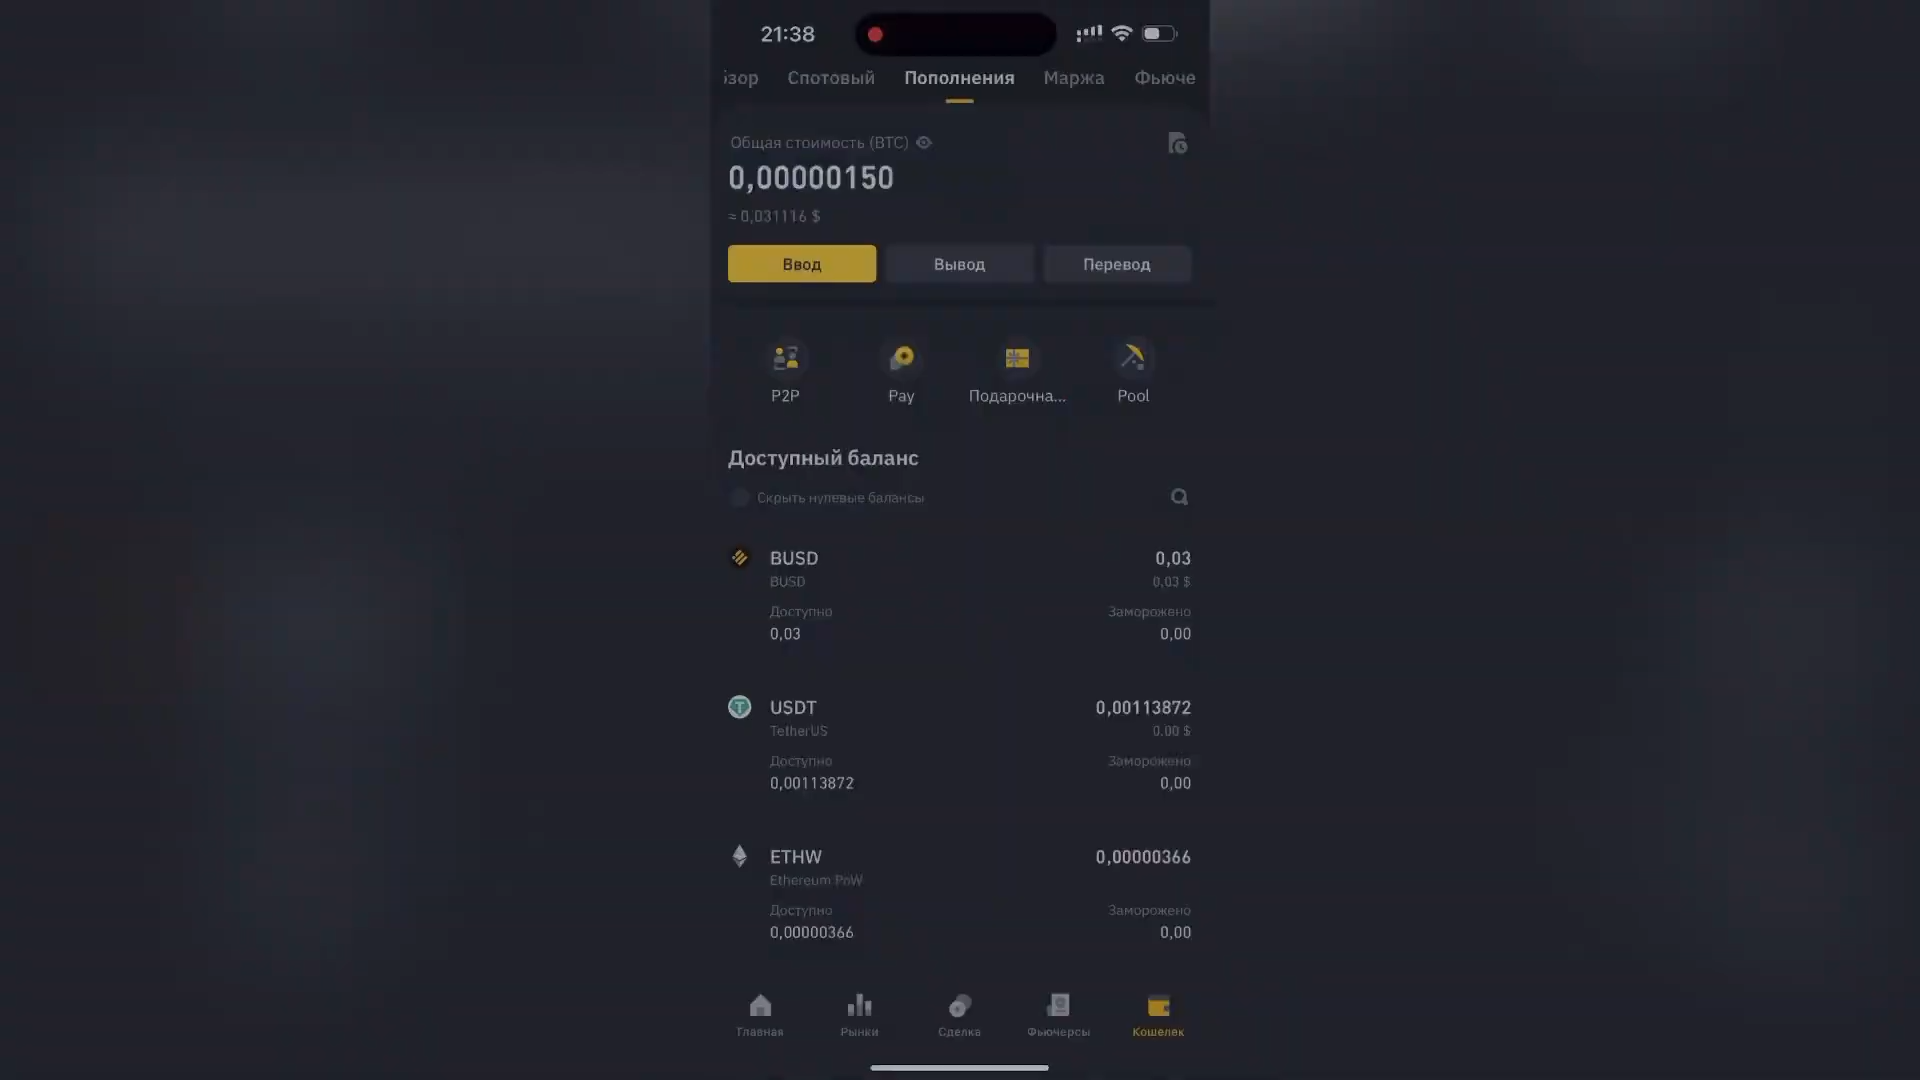 21:38
зор Спотовый Пополнения Маржа Фьюче
Общая стоимость (BTC)
0,00000150
≈ 0,031116 $
Ввод Вывод Перевод
P2P Pay Подарочна... Pool
Доступный баланс
Скрыть нулевые балансы
BUSD 0,03
BUSD 0,03 $
Доступно Заморожено
0,03 0,00
USDT 0,00113872
TetherUS 0.00 $
Доступно Заморожено
0,00113872 0,00
ETHW 0,00000366
Ethereum PoW
Доступно Заморожено
0,00000366 0,00
Главная Рынки Сделка Фьючерсы Кошелек